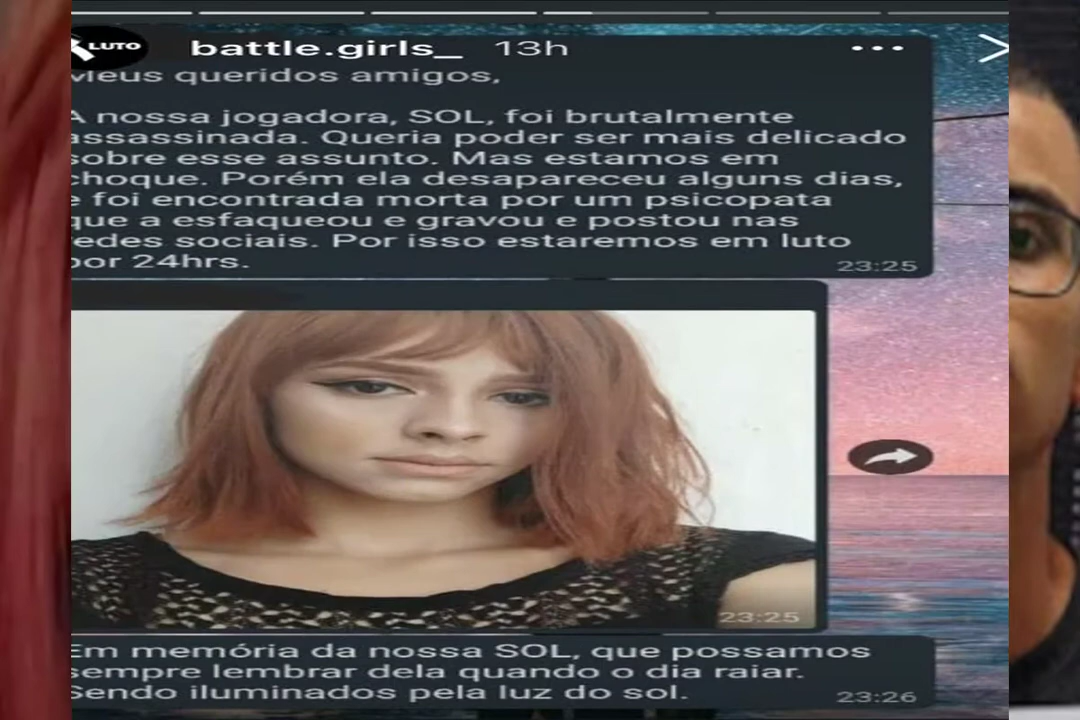 LUTO
battle.girls_ 13h
Meus queridos amigos,
A nossa jogadora, SOL, foi brutalmente
assassinada. Queria poder ser mais delicado
sobre esse assunto. Mas estamos em
choque. Porém ela desapareceu alguns dias,
e foi encontrada morta por um psicopata
que a esfaqueou e gravou e postou nas
redes sociais. Por isso estaremos em luto
por 24hrs.
23:25
23:25
Em memória da nossa SOL, que possamos
sempre lembrar dela quando o dia raiar.
Sendo iluminados pela luz do sol.
23:26